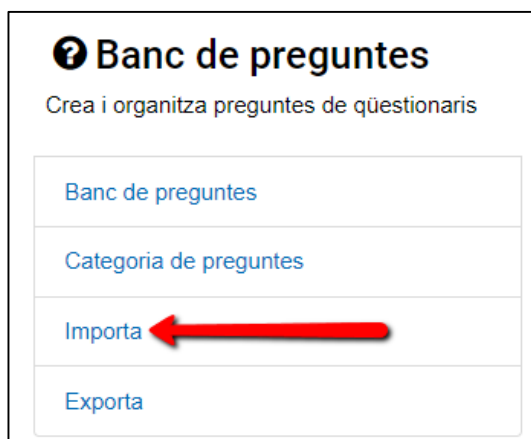 Banc de preguntes
Crea i organitza preguntes de qüestionaris
Banc de preguntes
Categoria de preguntes
Importa
Exporta